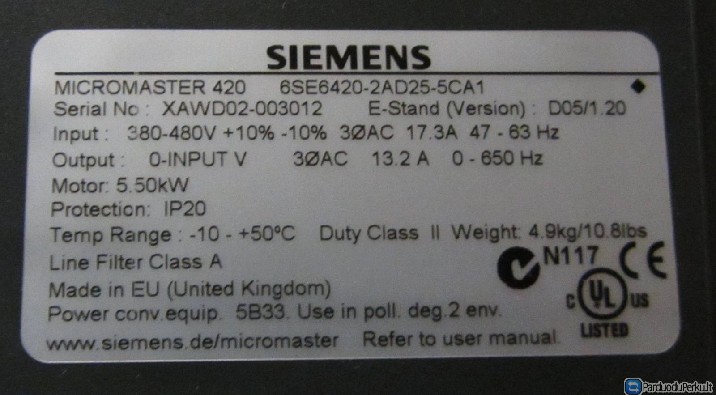 SIEMENS
MICROMASTER 420 6SE6420-2AD25-5CA1
Serial No : XAWD02-003012 E-Stand (Version) : D05/1.20
Input : 380-480V +10% -10% 3ØAC 17.3A 47 - 63 Hz
Output : 0-INPUT V 3ØAC 13.2 A 0 - 650 Hz
Motor: 5.50kW
Protection: IP20
Temp Range : -10 - +50°C Duty Class II Weight: 4.9kg/10.8lbs
Line Filter Class A
N117 CE
Made in EU (United Kingdom)
C UL US
Power conv.equip. 5B33. Use in poll. deg.2 env.
LISTED
www.siemens.de/micromaster Refer to user manual.
ParduoduPerku.lt